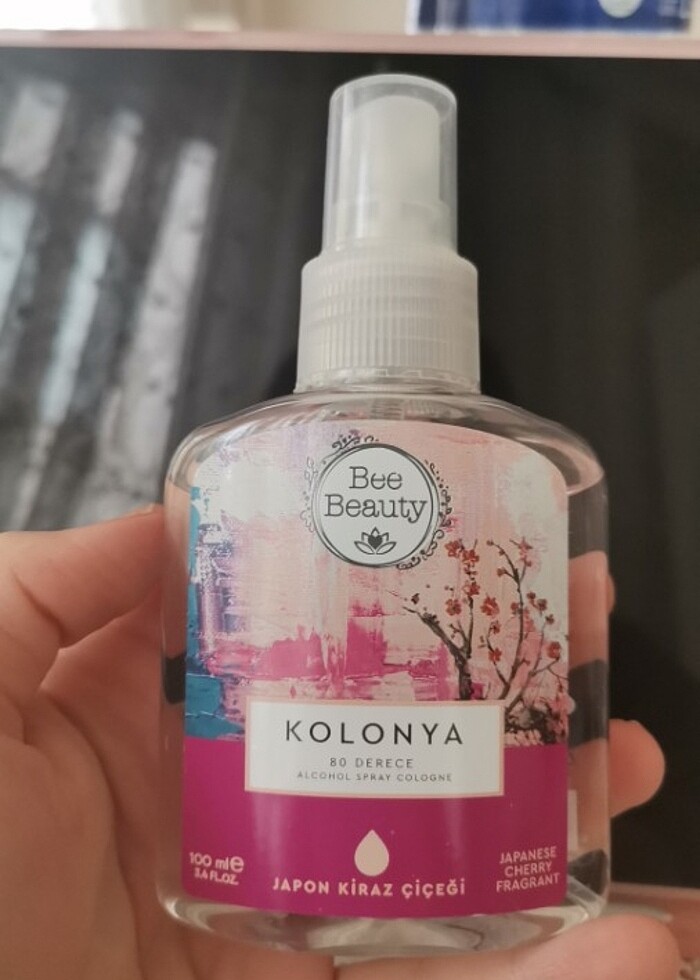 Bee
Beauty
KOLONYA
80 DERECE
ALCOHOL SPRAY COLOGNE
100 ml e
3.4 FL.OZ.
JAPON KİRAZ ÇİÇEĞİ
JAPANESE
CHERRY
FRAGRANT